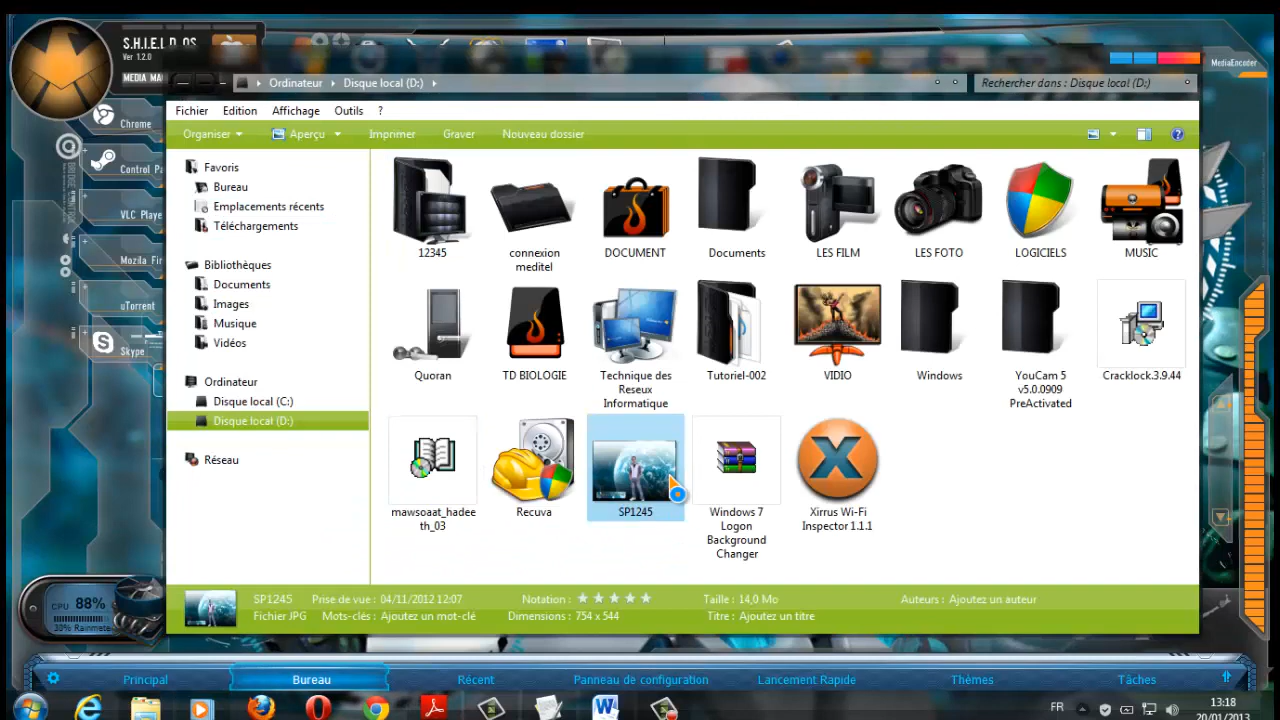 S.H.I.E.L.D. OS
Ver 1.2.0
MediaEncoter
Ordinateur
Disque local (D:)
Rechercher dans : Disque local (D:)
Fichier Edition Affichage Outils ?
Organiser Aperçu Imprimer Graver Nouveau dossier
Chrome
Control Pa
VLC Playe
Mozila Fir
uTorrent
Skype
Favoris
Bureau
Emplacements récents
Téléchargements
Bibliothèques
Documents
Images
Musique
Vidéos
Ordinateur
Disque local (C:)
Disque local (D:)
Réseau
12345
connexion
meditel
DOCUMENT
Documents
LES FILM
LES FOTO
LOGICIELS
MUSIC
Quoran
TD BIOLOGIE
Technique des
Reseux
Informatique
Tutoriel-002
VIDIO
Windows
YouCam 5
v5.0.0909
PreActivated
Cracklock.3.9.44
mawsoaat_hadee
th_03
Recuva
SP1245
Windows 7
Logon
Background
Changer
Xirrus Wi-Fi
Inspector 1.1.1
SP1245 Prise de vue : 04/11/2012 12:07 Notation : Taille : 14,0 Mo Auteurs : Ajoutez un auteur
Fichier JPG Mots-clés : Ajoutez un mot-clé Dimensions : 754 x 544 Titre : Ajoutez un titre
CPU 88%
30% Rainmete
Principal Bureau Récent Panneau de configuration Lancement Rapide Thèmes Tâches
FR
13:18
20/01/2013